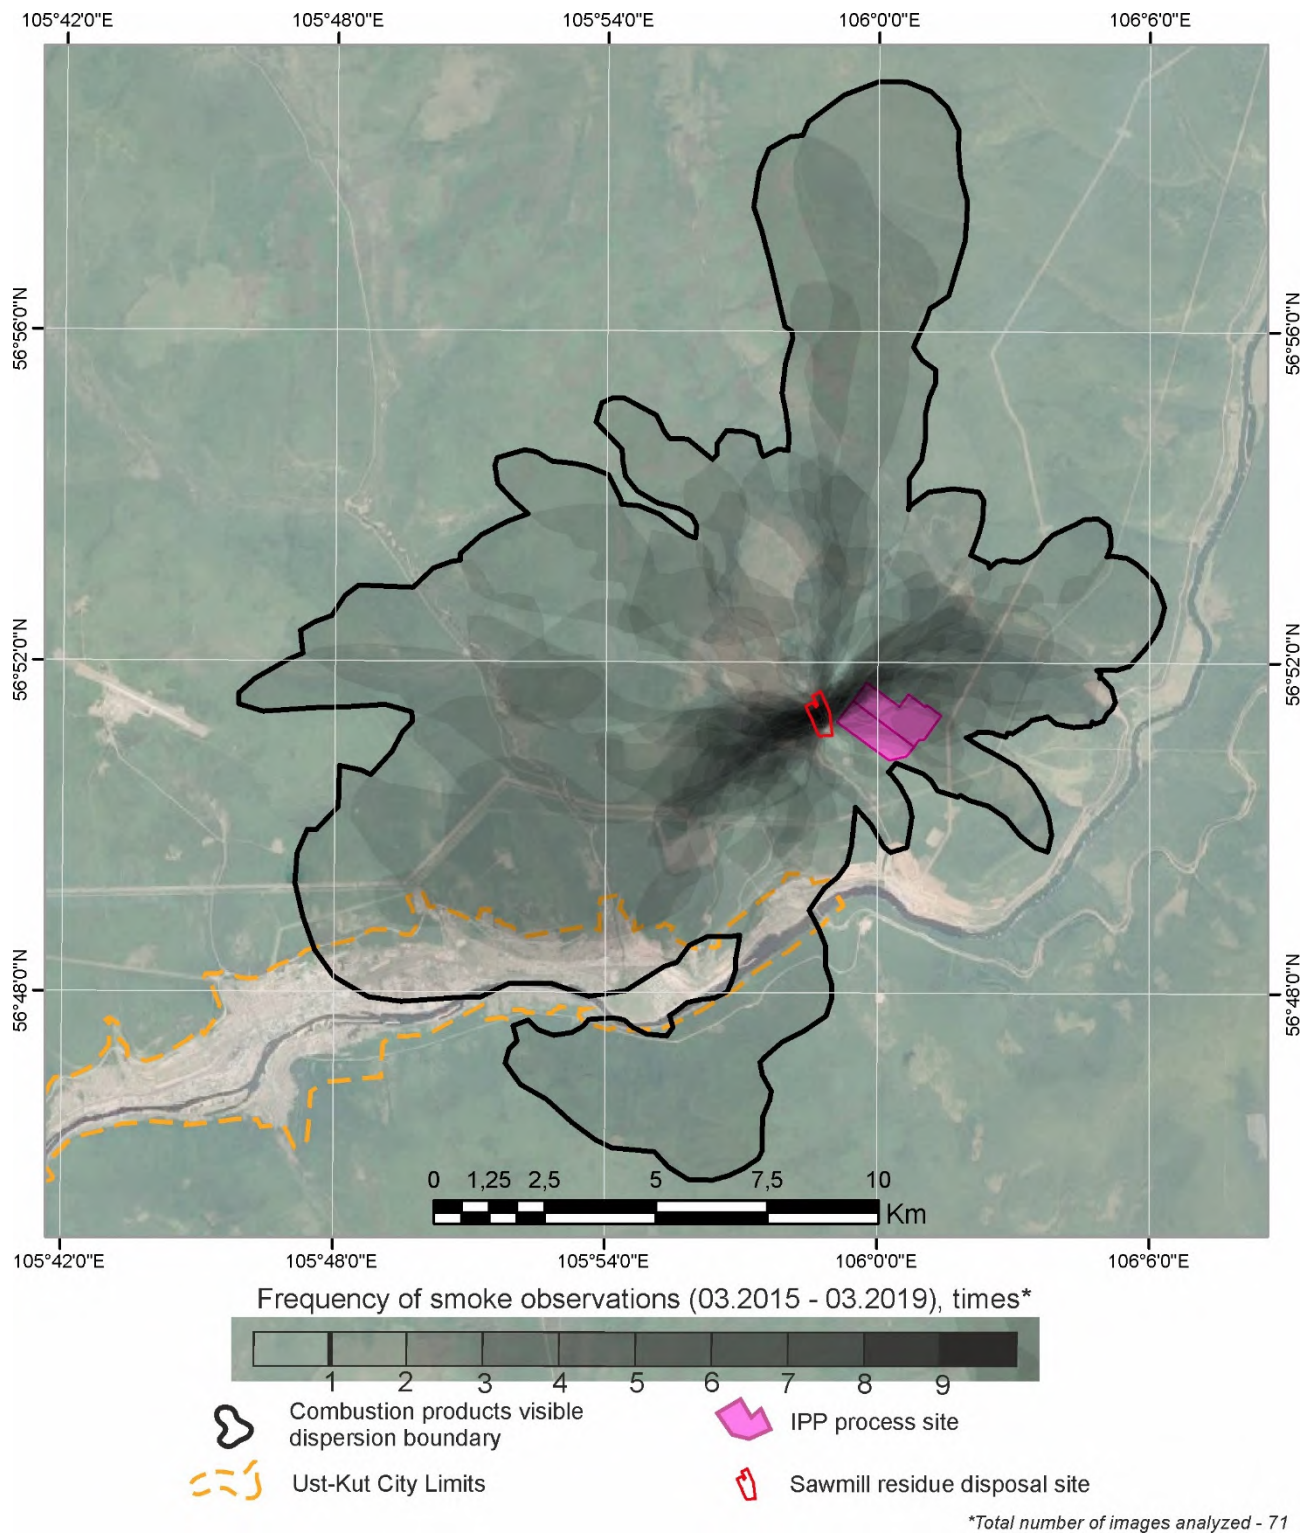 105°42'0"E 105°48'0"E 105°54'0"E 106°0'0"E 106°6'0"E
56°56'0"N 56°56'0"N
56°52'0"N 56°52'0"N
56°48'0"N 56°48'0"N
0 1,25 2,5 5 7,5 10
Km
105°42'0"E 105°48'0"E 105°54'0"E 106°0'0"E 106°6'0"E
Frequency of smoke observations (03.2015 - 03.2019), times*
1 2 3 4 5 6 7 8 9
Combustion products visible
dispersion boundary
IPP process site
Ust-Kut City Limits
Sawmill residue disposal site
*Total number of images analyzed - 71